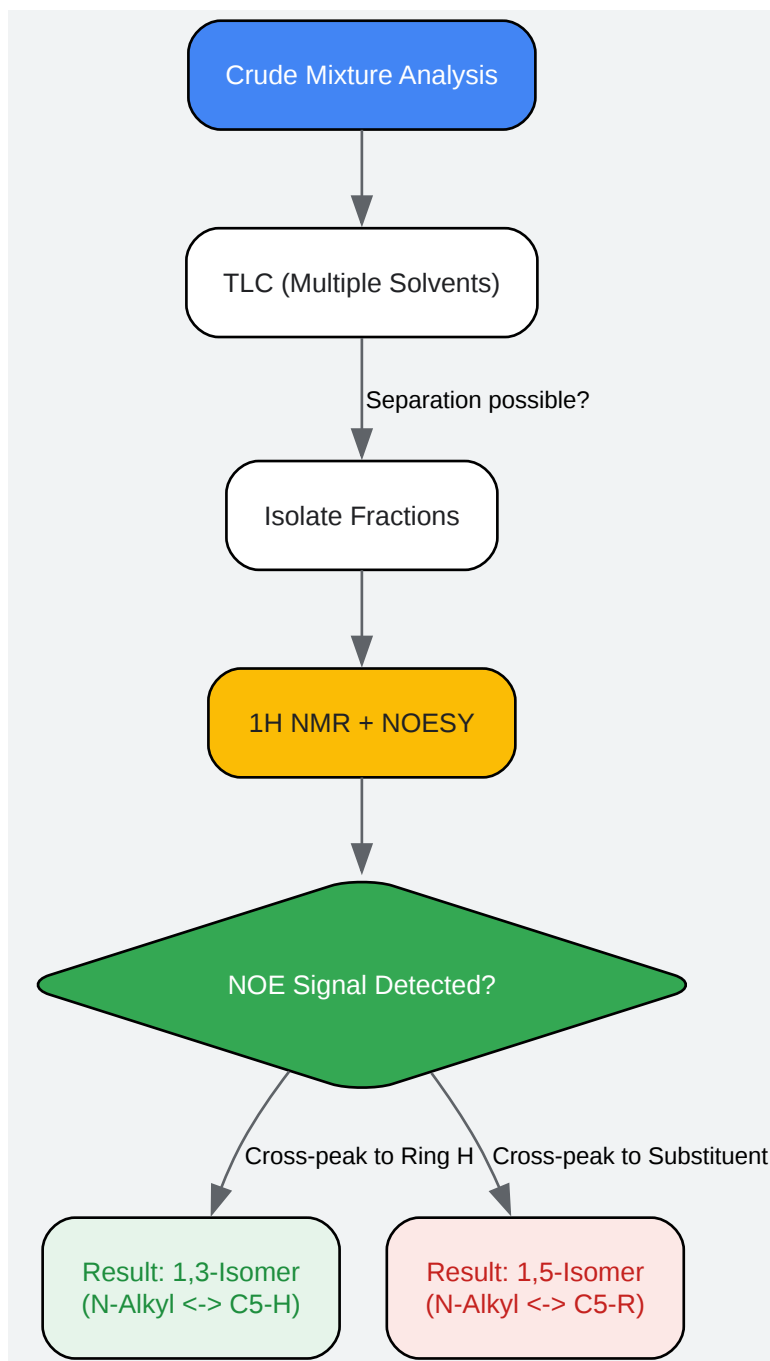 Crude Mixture Analysis
TLC (Multiple Solvents)
Separation possible?
Isolate Fractions
1H NMR + NOESY
NOE Signal Detected?
Cross-peak to Ring H
Cross-peak to Substituent
Result: 1,3-Isomer
(N-Alkyl <-> C5-H)
Result: 1,5-Isomer
(N-Alkyl <-> C5-R)